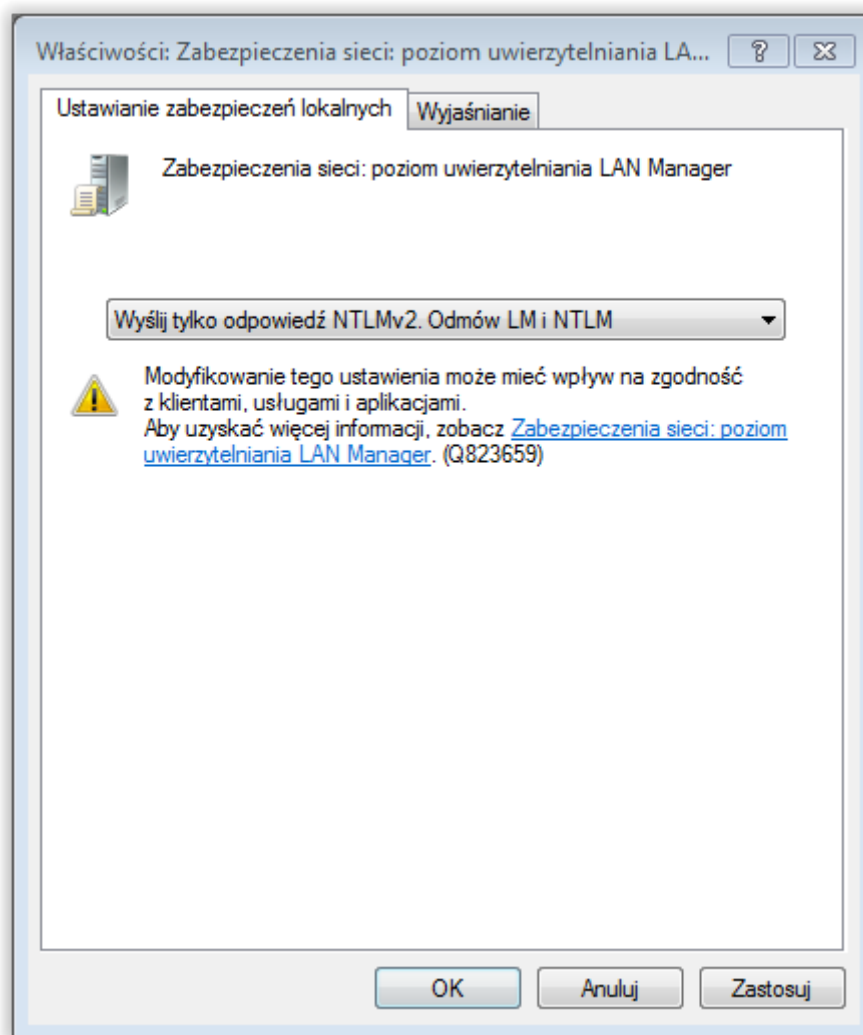 Właściwości: Zabezpieczenia sieci: poziom uwierzytelniania LA...
Ustawianie zabezpieczeń lokalnych
Wyjaśnianie
Zabezpieczenia sieci: poziom uwierzytelniania LAN Manager
Wyślij tylko odpowiedź NTLMv2. Odmów LM i NTLM
Modyfikowanie tego ustawienia może mieć wpływ na zgodność
z klientami, usługami i aplikacjami.
Aby uzyskać więcej informacji, zobacz Zabezpieczenia sieci: poziom
uwierzytelniania LAN Manager. (Q823659)
OK
Anuluj
Zastosuj